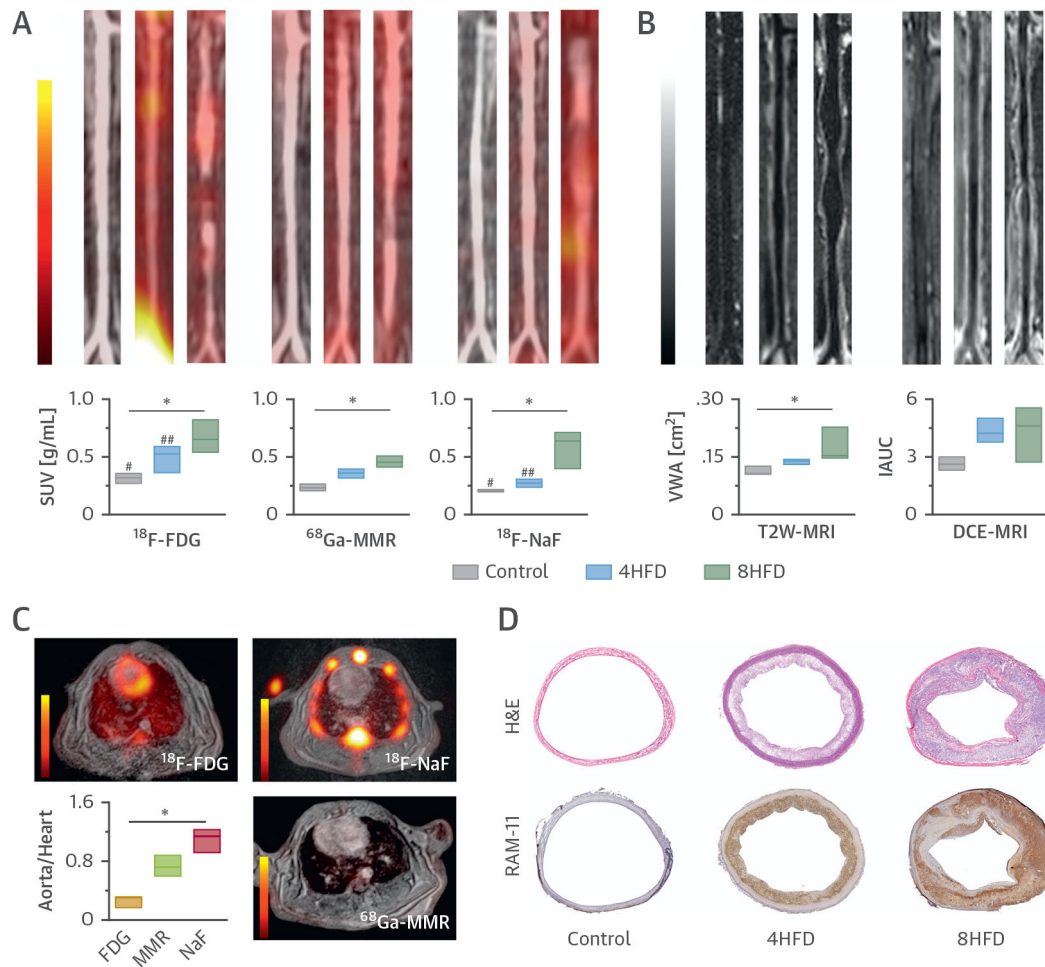 A
B
1.0
0.5
0
SUV [g/mL]
*
#
##
¹⁸F-FDG
1.0
0.5
0
*
⁶⁸Ga-MMR
1.0
0.5
0
*
#
##
¹⁸F-NaF
.30
.15
0
VWA [cm²]
*
T2W-MRI
6
3
0
IAUC
DCE-MRI
Control
4HFD
8HFD
C
D
¹⁸F-FDG
¹⁸F-NaF
1.6
0.8
0
Aorta/Heart
*
FDG
MMR
NaF
⁶⁸Ga-MMR
H&E
RAM-11
Control
4HFD
8HFD